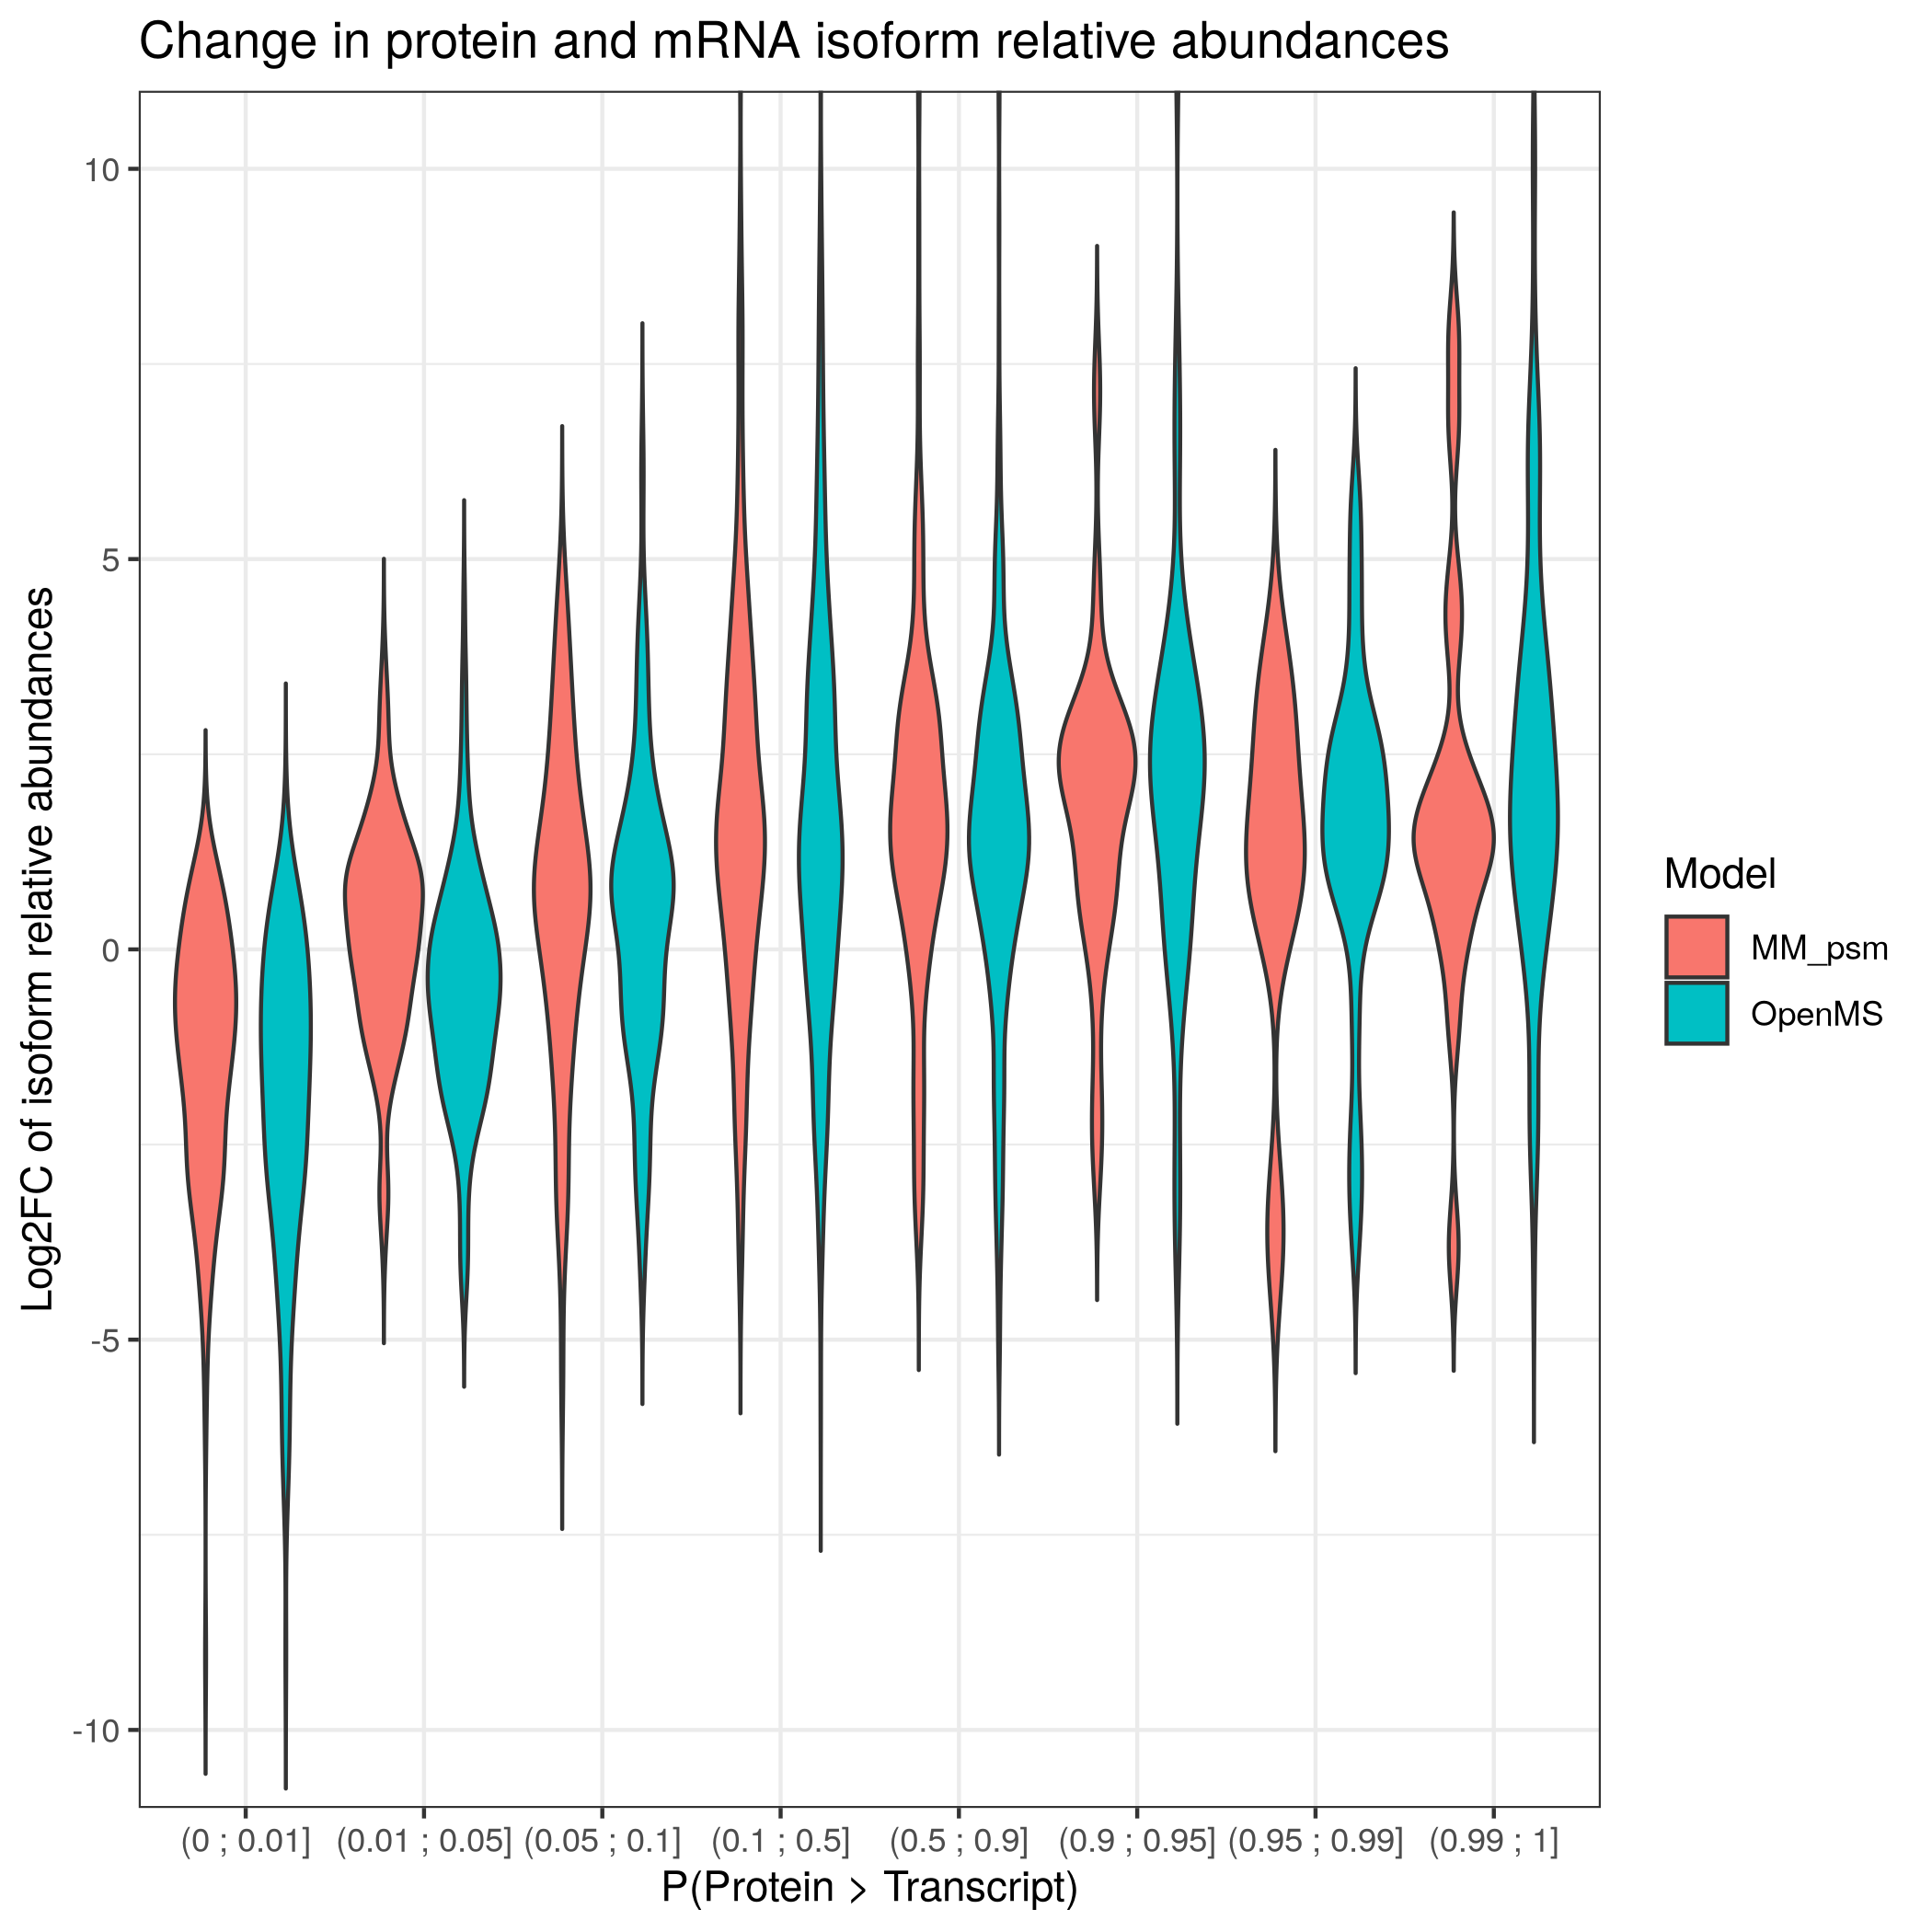 Change in protein and mRNA isoform relative abundances
Log2FC of isoform relative abundances
10
5
0
-5
-10
(0 ; 0.01]
(0.01 ; 0.05]
(0.05 ; 0.1]
(0.1 ; 0.5]
(0.5 ; 0.9]
(0.9 ; 0.95]
(0.95 ; 0.99]
(0.99 ; 1]
P(Protein > Transcript)
Model
MM_psm
OpenMS